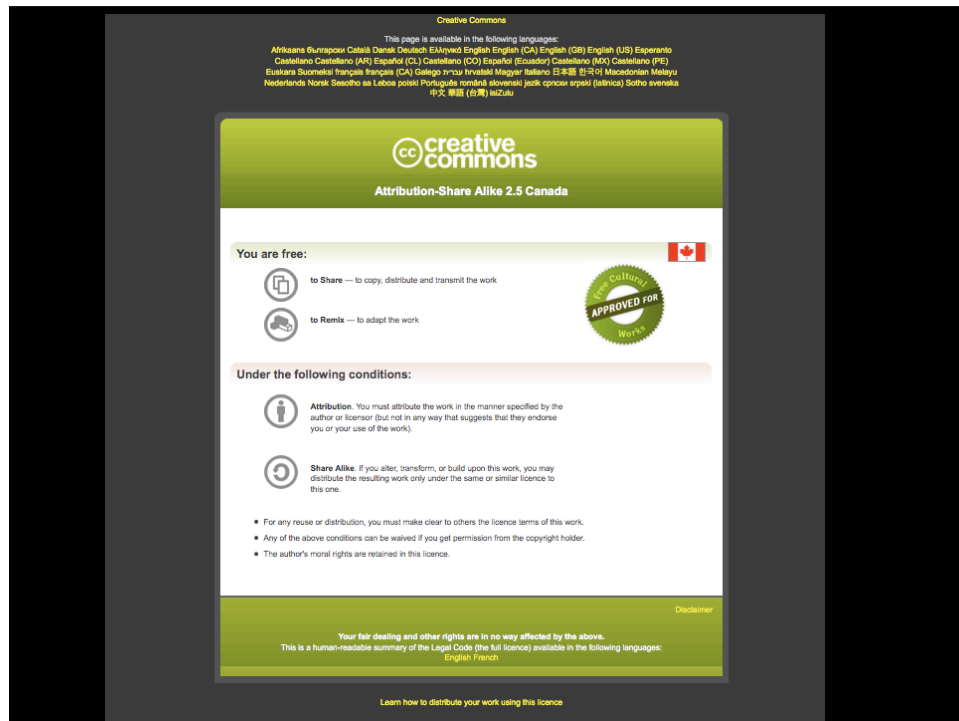 Creative Commons
This page is available in the following languages:
Afrikaans български Català Dansk Deutsch Ελληνικά English English (CA) English (GB) English (US) Esperanto
Castellano Castellano (AR) Español (CL) Castellano (CO) Español (Ecuador) Castellano (MX) Castellano (PE)
Euskara Suomeksi français français (CA) Galego עברית hrvatski Magyar Italiano 日本語 한국어 Macedonian Melayu
Nederlands Norsk Sesotho sa Leboa polski Português română slovenski jezik српски srpski (latinica) Sotho svenska
中文 華語 (台灣) isiZulu
cc creative commons
Attribution-Share Alike 2.5 Canada
You are free:
to Share — to copy, distribute and transmit the work
to Remix — to adapt the work
Free Cultural
APPROVED FOR
Works
Under the following conditions:
Attribution. You must attribute the work in the manner specified by the
author or licensor (but not in any way that suggests that they endorse
you or your use of the work).
Share Alike. If you alter, transform, or build upon this work, you may
distribute the resulting work only under the same or similar licence to
this one.
For any reuse or distribution, you must make clear to others the licence terms of this work.
Any of the above conditions can be waived if you get permission from the copyright holder.
The author's moral rights are retained in this licence.
Disclaimer
Your fair dealing and other rights are in no way affected by the above.
This is a human-readable summary of the Legal Code (the full licence) available in the following languages:
English French
Learn how to distribute your work using this licence